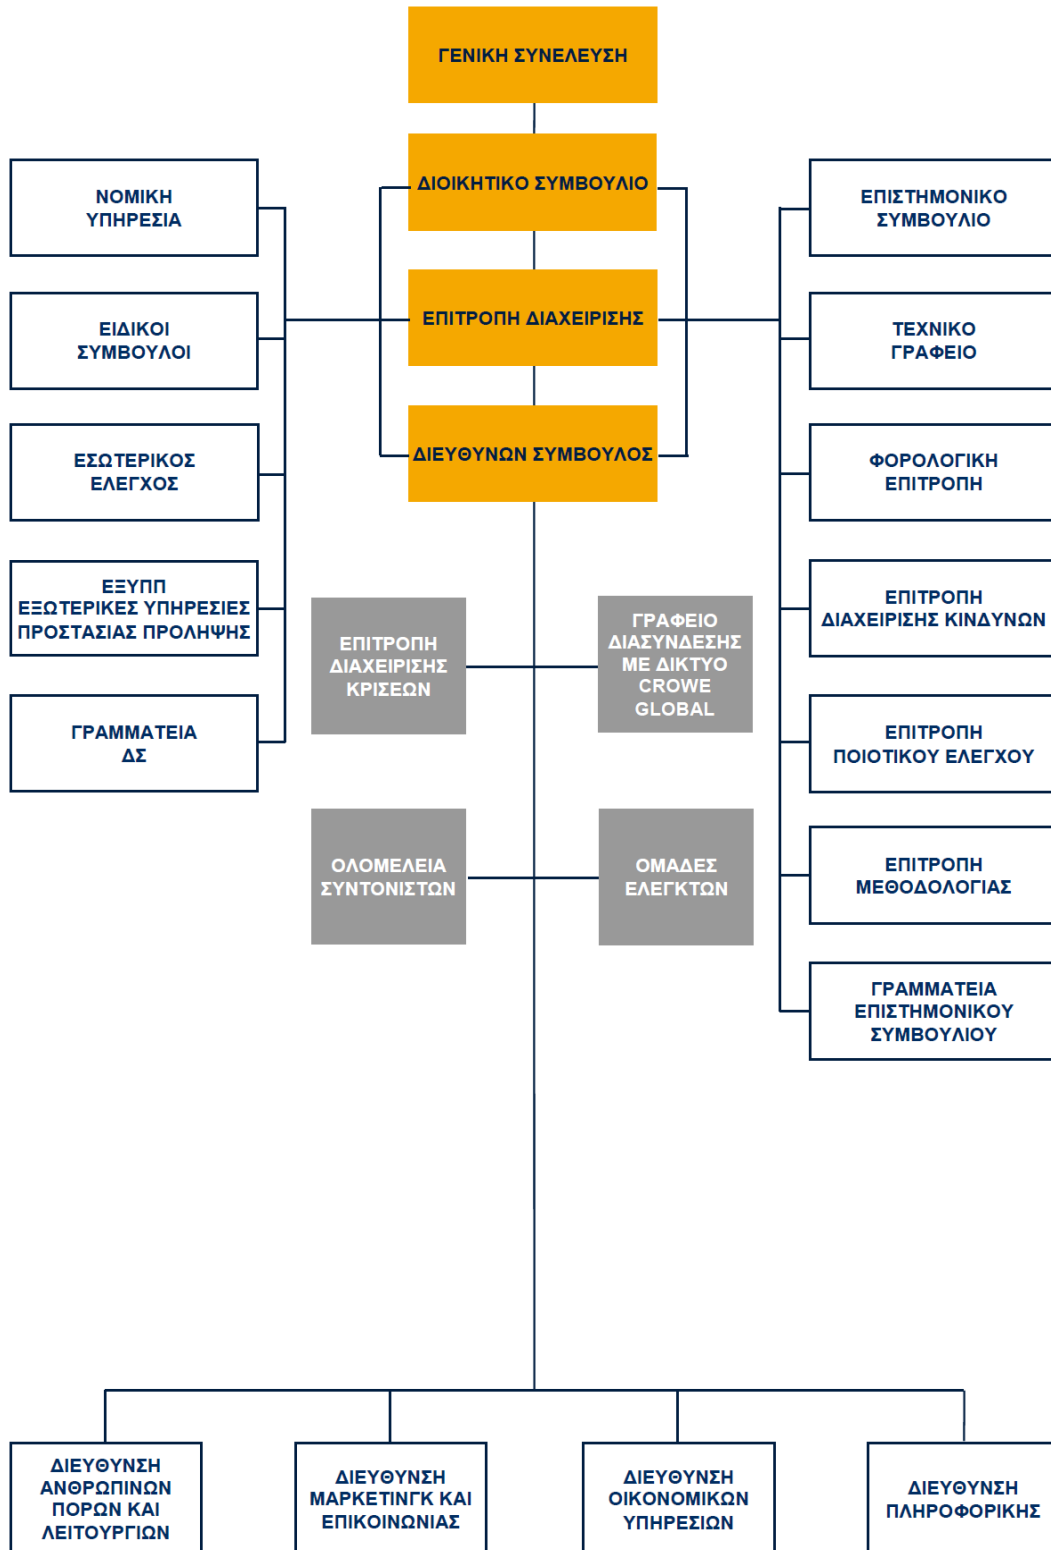 ΓΕΝΙΚΗ ΣΥΝΕΛΕΥΣΗ
ΔΙΟΙΚΗΤΙΚΟ ΣΥΜΒΟΥΛΙΟ
ΕΠΙΤΡΟΠΗ ΔΙΑΧΕΙΡΙΣΗΣ
ΔΙΕΥΘΥΝΩΝ ΣΥΜΒΟΥΛΟΣ
ΝΟΜΙΚΗ
ΥΠΗΡΕΣΙΑ
ΕΙΔΙΚΟΙ
ΣΥΜΒΟΥΛΟΙ
ΕΣΩΤΕΡΙΚΟΣ
ΕΛΕΓΧΟΣ
ΕΞΥΠΠ
ΕΞΩΤΕΡΙΚΕΣ ΥΠΗΡΕΣΙΕΣ
ΠΡΟΣΤΑΣΙΑΣ ΠΡΟΛΗΨΗΣ
ΓΡΑΜΜΑΤΕΙΑ
ΔΣ
ΕΠΙΣΤΗΜΟΝΙΚΟ
ΣΥΜΒΟΥΛΙΟ
ΤΕΧΝΙΚΟ
ΓΡΑΦΕΙΟ
ΦΟΡΟΛΟΓΙΚΗ
ΕΠΙΤΡΟΠΗ
ΕΠΙΤΡΟΠΗ
ΔΙΑΧΕΙΡΙΣΗΣ ΚΙΝΔΥΝΩΝ
ΕΠΙΤΡΟΠΗ
ΠΟΙΟΤΙΚΟΥ ΕΛΕΓΧΟΥ
ΕΠΙΤΡΟΠΗ
ΜΕΘΟΔΟΛΟΓΙΑΣ
ΓΡΑΜΜΑΤΕΙΑ
ΕΠΙΣΤΗΜΟΝΙΚΟΥ
ΣΥΜΒΟΥΛΙΟΥ
ΕΠΙΤΡΟΠΗ
ΔΙΑΧΕΙΡΙΣΗΣ
ΚΡΙΣΕΩΝ
ΓΡΑΦΕΙΟ
ΔΙΑΣΥΝΔΕΣΗΣ
ΜΕ ΔΙΚΤΥΟ
CROWE
GLOBAL
ΟΛΟΜΕΛΕΙΑ
ΣΥΝΤΟΝΙΣΤΩΝ
ΟΜΑΔΕΣ
ΕΛΕΓΚΤΩΝ
ΔΙΕΥΘΥΝΣΗ
ΑΝΘΡΩΠΙΝΩΝ
ΠΟΡΩΝ ΚΑΙ
ΛΕΙΤΟΥΡΓΙΩΝ
ΔΙΕΥΘΥΝΣΗ
ΜΑΡΚΕΤΙΝΓΚ ΚΑΙ
ΕΠΙΚΟΙΝΩΝΙΑΣ
ΔΙΕΥΘΥΝΣΗ
ΟΙΚΟΝΟΜΙΚΩΝ
ΥΠΗΡΕΣΙΩΝ
ΔΙΕΥΘΥΝΣΗ
ΠΛΗΡΟΦΟΡΙΚΗΣ